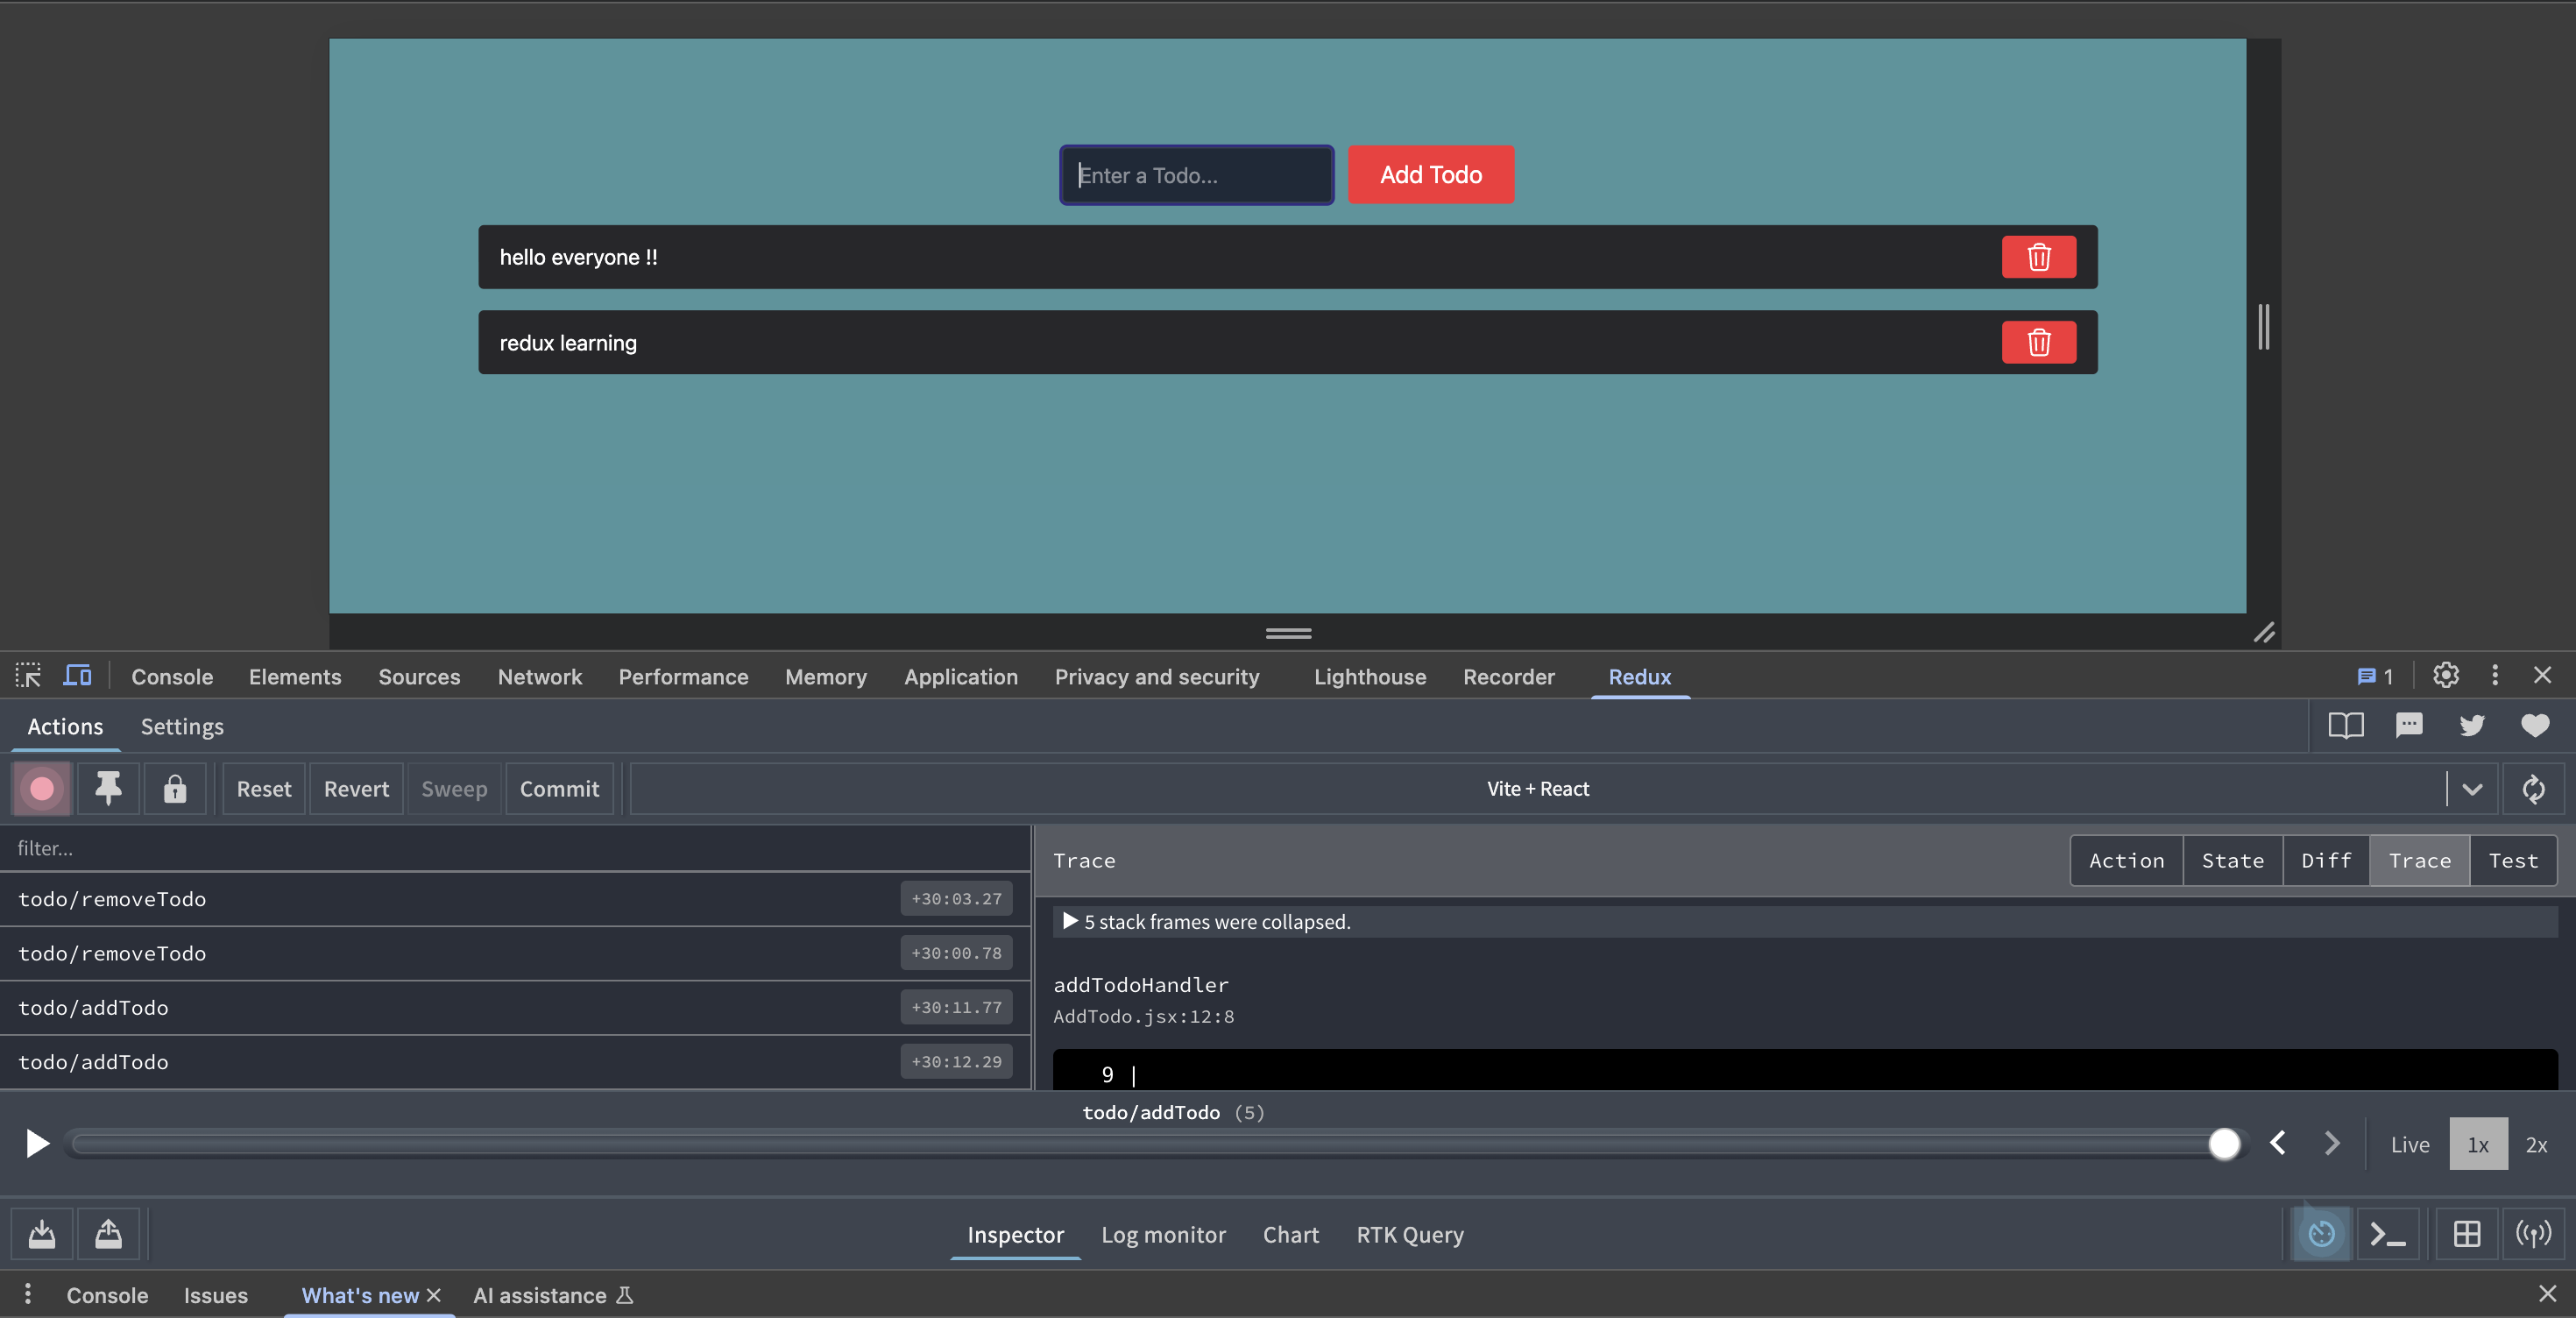 Enter a Todo...
Add Todo
hello everyone !!
redux learning
Console Elements Sources Network Performance Memory Application Privacy and security Lighthouse Recorder Redux 1
Actions Settings
Reset Revert Sweep Commit Vite + React
filter...
Trace Action State Diff Trace Test
todo/removeTodo +30:03.27
todo/removeTodo +30:00.78
todo/addTodo +30:11.77
todo/addTodo +30:12.29
5 stack frames were collapsed.
addTodoHandler
AddTodo.jsx:12:8
9 |
todo/addTodo (5)
Live 1x 2x
Inspector Log monitor Chart RTK Query
Console Issues What's new AI assistance